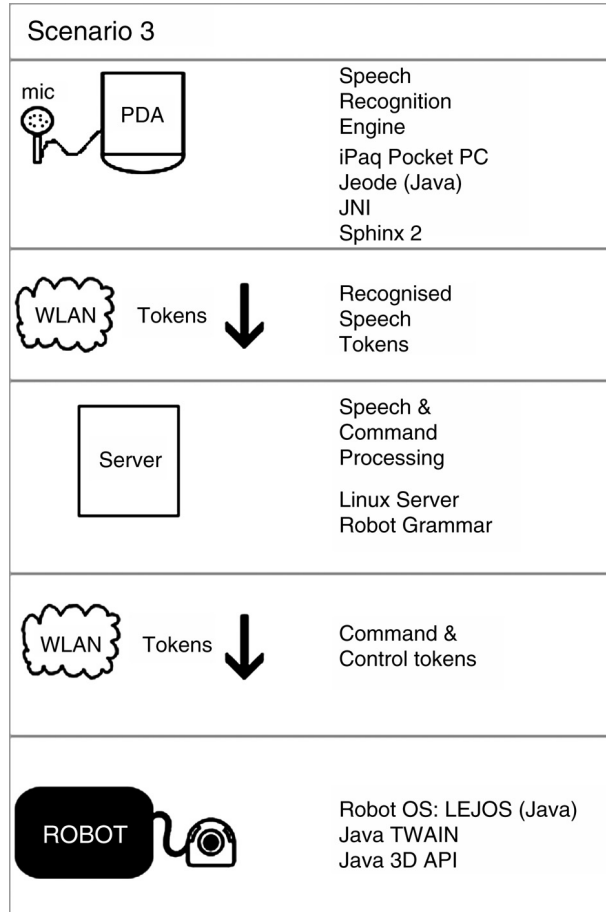 Scenario 3
mic
PDA
Speech
Recognition
Engine
iPaq Pocket PC
Jeode (Java)
JNI
Sphinx 2
WLAN
Tokens
Recognised
Speech
Tokens
Server
Speech &
Command
Processing
Linux Server
Robot Grammar
WLAN
Tokens
Command &
Control tokens
ROBOT
Robot OS: LEJOS (Java)
Java TWAIN
Java 3D API